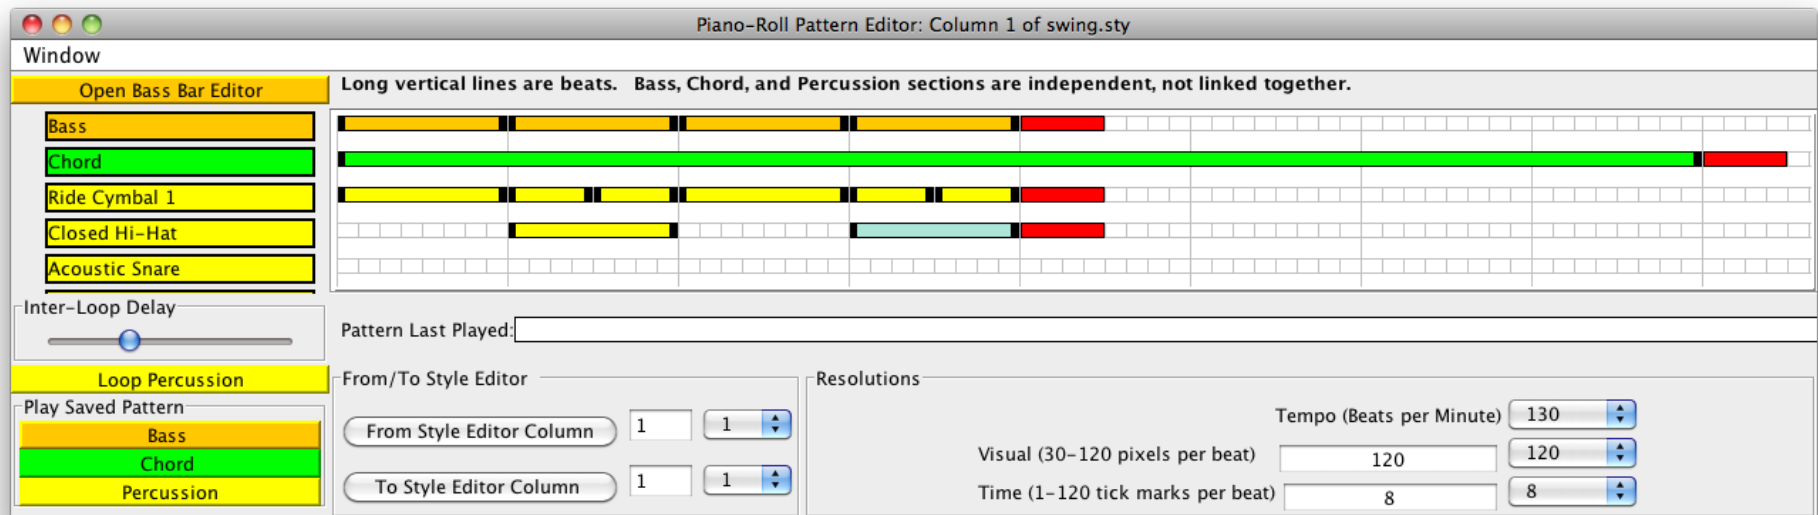 Piano-Roll Pattern Editor: Column 1 of swing.sty
Window
Open Bass Bar Editor
Long vertical lines are beats. Bass, Chord, and Percussion sections are independent, not linked together.
Bass
Chord
Ride Cymbal 1
Closed Hi-Hat
Acoustic Snare
Inter-Loop Delay
Pattern Last Played:
Loop Percussion
Play Saved Pattern
Bass
Chord
Percussion
From/To Style Editor
From Style Editor Column 1 1
To Style Editor Column 1 1
Resolutions
Tempo (Beats per Minute) 130
Visual (30-120 pixels per beat) 120 120
Time (1-120 tick marks per beat) 8 8